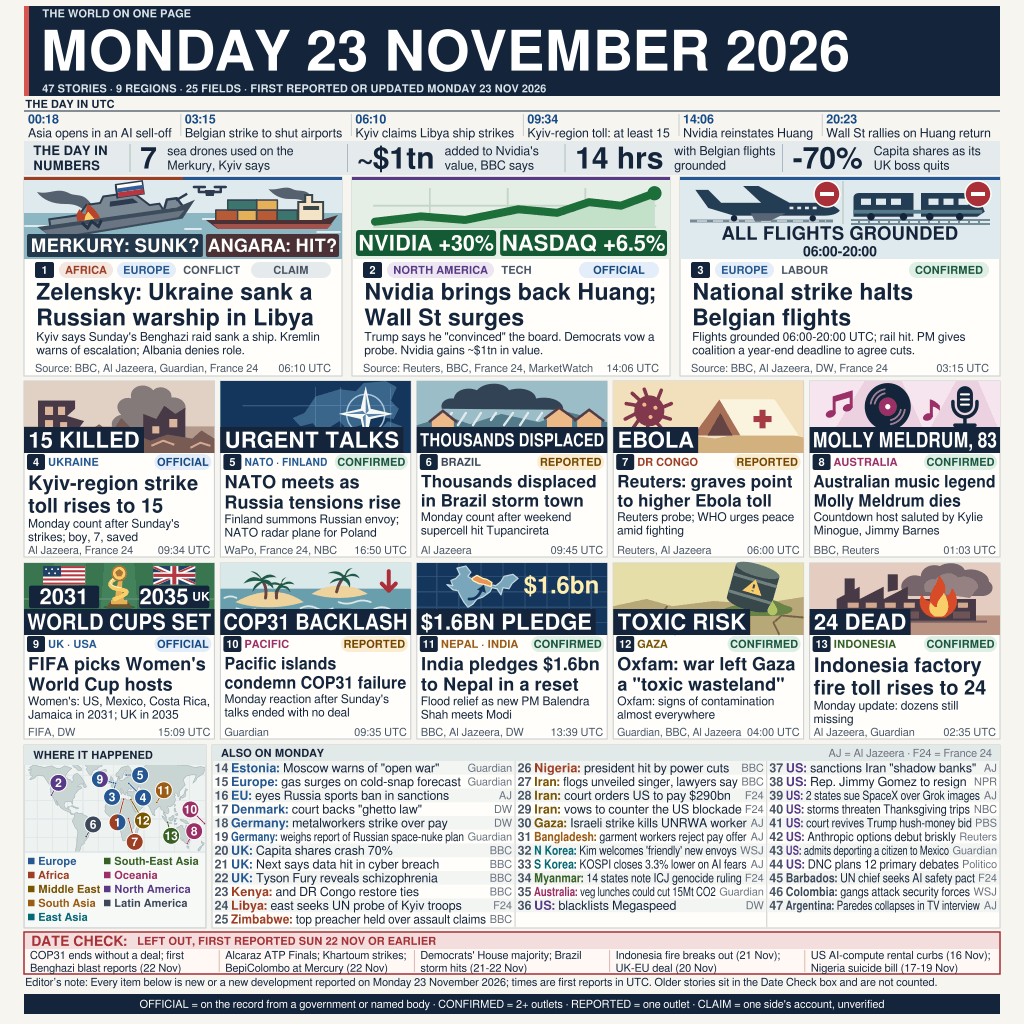 THE WORLD ON ONE PAGE
MONDAY 23 NOVEMBER 2026
47 STORIES · 9 REGIONS · 25 FIELDS · FIRST REPORTED OR UPDATED MONDAY 23 NOV 2026
THE DAY IN UTC
00:18
Asia opens in an AI sell-off
03:15
Belgian strike to shut airports
06:10
Kyiv claims Libya ship strikes
09:34
Kyiv-region toll: at least 15
14:06
Nvidia reinstates Huang
20:23
Wall St rallies on Huang return
THE DAY IN
NUMBERS
7
sea drones used on the
Merkury, Kyiv says
~$1tn
added to Nvidia's
value, BBC says
14 hrs
with Belgian flights
grounded
-70%
Capita shares as its
UK boss quits
MERKURY: SUNK?
ANGARA: HIT?
1 AFRICA EUROPE CONFLICT CLAIM
Zelensky: Ukraine sank a
Russian warship in Libya
Kyiv says Sunday's Benghazi raid sank a ship. Kremlin
warns of escalation; Albania denies role.
Source: BBC, Al Jazeera, Guardian, France 24 06:10 UTC
NVIDIA +30%
NASDAQ +6.5%
2 NORTH AMERICA TECH OFFICIAL
Nvidia brings back Huang;
Wall St surges
Trump says he "convinced" the board. Democrats vow a
probe. Nvidia gains ~$1tn in value.
Source: Reuters, BBC, France 24, MarketWatch 14:06 UTC
ALL FLIGHTS GROUNDED
06:00-20:00
3 EUROPE LABOUR CONFIRMED
National strike halts
Belgian flights
Flights grounded 06:00-20:00 UTC; rail hit. PM gives
coalition a year-end deadline to agree cuts.
Source: BBC, Al Jazeera, DW, France 24 03:15 UTC
15 KILLED
4 UKRAINE OFFICIAL
Kyiv-region strike
toll rises to 15
Monday count after Sunday's
strikes; boy, 7, saved
Al Jazeera, France 24 09:34 UTC
URGENT TALKS
5 NATO · FINLAND CONFIRMED
NATO meets as
Russia tensions rise
Finland summons Russian envoy;
NATO radar plane for Poland
WaPo, France 24, NBC 16:50 UTC
THOUSANDS DISPLACED
6 BRAZIL REPORTED
Thousands displaced
in Brazil storm town
Monday count after weekend
supercell hit Tupancireta
Al Jazeera 09:45 UTC
EBOLA
7 DR CONGO REPORTED
Reuters: graves point
to higher Ebola toll
Reuters probe; WHO urges peace
amid fighting
Reuters, Al Jazeera 06:00 UTC
MOLLY MELDRUM, 83
8 AUSTRALIA CONFIRMED
Australian music legend
Molly Meldrum dies
Countdown host saluted by Kylie
Minogue, Jimmy Barnes
BBC, Reuters 01:03 UTC
2031
2035 UK
WORLD CUPS SET
9 UK · USA OFFICIAL
FIFA picks Women's
World Cup hosts
Women's: US, Mexico, Costa Rica,
Jamaica in 2031; UK in 2035
FIFA, DW 15:09 UTC
COP31 BACKLASH
10 PACIFIC REPORTED
Pacific islands
condemn COP31 failure
Monday reaction after Sunday's
talks ended with no deal
Guardian 09:35 UTC
$1.6bn
$1.6BN PLEDGE
11 NEPAL · INDIA CONFIRMED
India pledges $1.6bn
to Nepal in a reset
Flood relief as new PM Balendra
Shah meets Modi
BBC, Al Jazeera, DW 13:39 UTC
TOXIC RISK
12 GAZA CONFIRMED
Oxfam: war left Gaza
a "toxic wasteland"
Oxfam: signs of contamination
almost everywhere
Guardian, BBC, Al Jazeera 04:00 UTC
24 DEAD
13 INDONESIA CONFIRMED
Indonesia factory
fire toll rises to 24
Monday update: dozens still
missing
Al Jazeera, Guardian 02:35 UTC
WHERE IT HAPPENED
2
9
5
3
4
11
6
1
12
10
7
13
8
Europe
Africa
Middle East
South Asia
East Asia
South-East Asia
Oceania
North America
Latin America
ALSO ON MONDAY
AJ = Al Jazeera · F24 = France 24
14 Estonia: Moscow warns of "open war" Guardian
15 Europe: gas surges on cold-snap forecast Guardian
16 EU: eyes Russia sports ban in sanctions AJ
17 Denmark: court backs "ghetto law" DW
18 Germany: metalworkers strike over pay DW
19 Germany: weighs report of Russian space-nuke plan Guardian
20 UK: Capita shares crash 70% BBC
21 UK: Next says data hit in cyber breach BBC
22 UK: Tyson Fury reveals schizophrenia BBC
23 Kenya: and DR Congo restore ties BBC
24 Libya: east seeks UN probe of Kyiv troops F24
25 Zimbabwe: top preacher held over assault claims BBC
26 Nigeria: president hit by power cuts BBC
27 Iran: flogs unveiled singer, lawyers say BBC
28 Iran: court orders US to pay $290bn F24
29 Iran: vows to counter the US blockade F24
30 Gaza: Israeli strike kills UNRWA worker AJ
31 Bangladesh: garment workers reject pay offer AJ
32 N Korea: Kim welcomes 'friendly' new envoys WSJ
33 S Korea: KOSPI closes 3.3% lower on AI fears AJ
34 Myanmar: 14 states note ICJ genocide ruling F24
35 Australia: veg lunches could cut 15Mt CO2 Guardian
36 US: blacklists Megaspeed DW
37 US: sanctions Iran "shadow banks" AJ
38 US: Rep. Jimmy Gomez to resign NPR
39 US: 2 states sue SpaceX over Grok images AJ
40 US: storms threaten Thanksgiving trips NBC
41 US: court revives Trump hush-money bid PBS
42 US: Anthropic options debut briskly Reuters
43 US: admits deporting a citizen to Mexico Guardian
44 US: DNC plans 12 primary debates Politico
45 Barbados: UN chief seeks AI safety pact F24
46 Colombia: gangs attack security forces WSJ
47 Argentina: Paredes collapses in TV interview AJ
DATE CHECK: LEFT OUT, FIRST REPORTED SUN 22 NOV OR EARLIER
COP31 ends without a deal; first
Benghazi blast reports (22 Nov)
Alcaraz ATP Finals; Khartoum strikes;
BepiColombo at Mercury (22 Nov)
Democrats' House majority; Brazil
storm hits (21-22 Nov)
Indonesia fire breaks out (21 Nov);
UK-EU deal (20 Nov)
US AI-compute rental curbs (16 Nov);
Nigeria suicide bill (17-19 Nov)
Editor's note: Every item below is new or a new development reported on Monday 23 November 2026; times are first reports in UTC. Older stories sit in the Date Check box and are not counted.
OFFICIAL = on the record from a government or named body · CONFIRMED = 2+ outlets · REPORTED = one outlet · CLAIM = one side's account, unverified